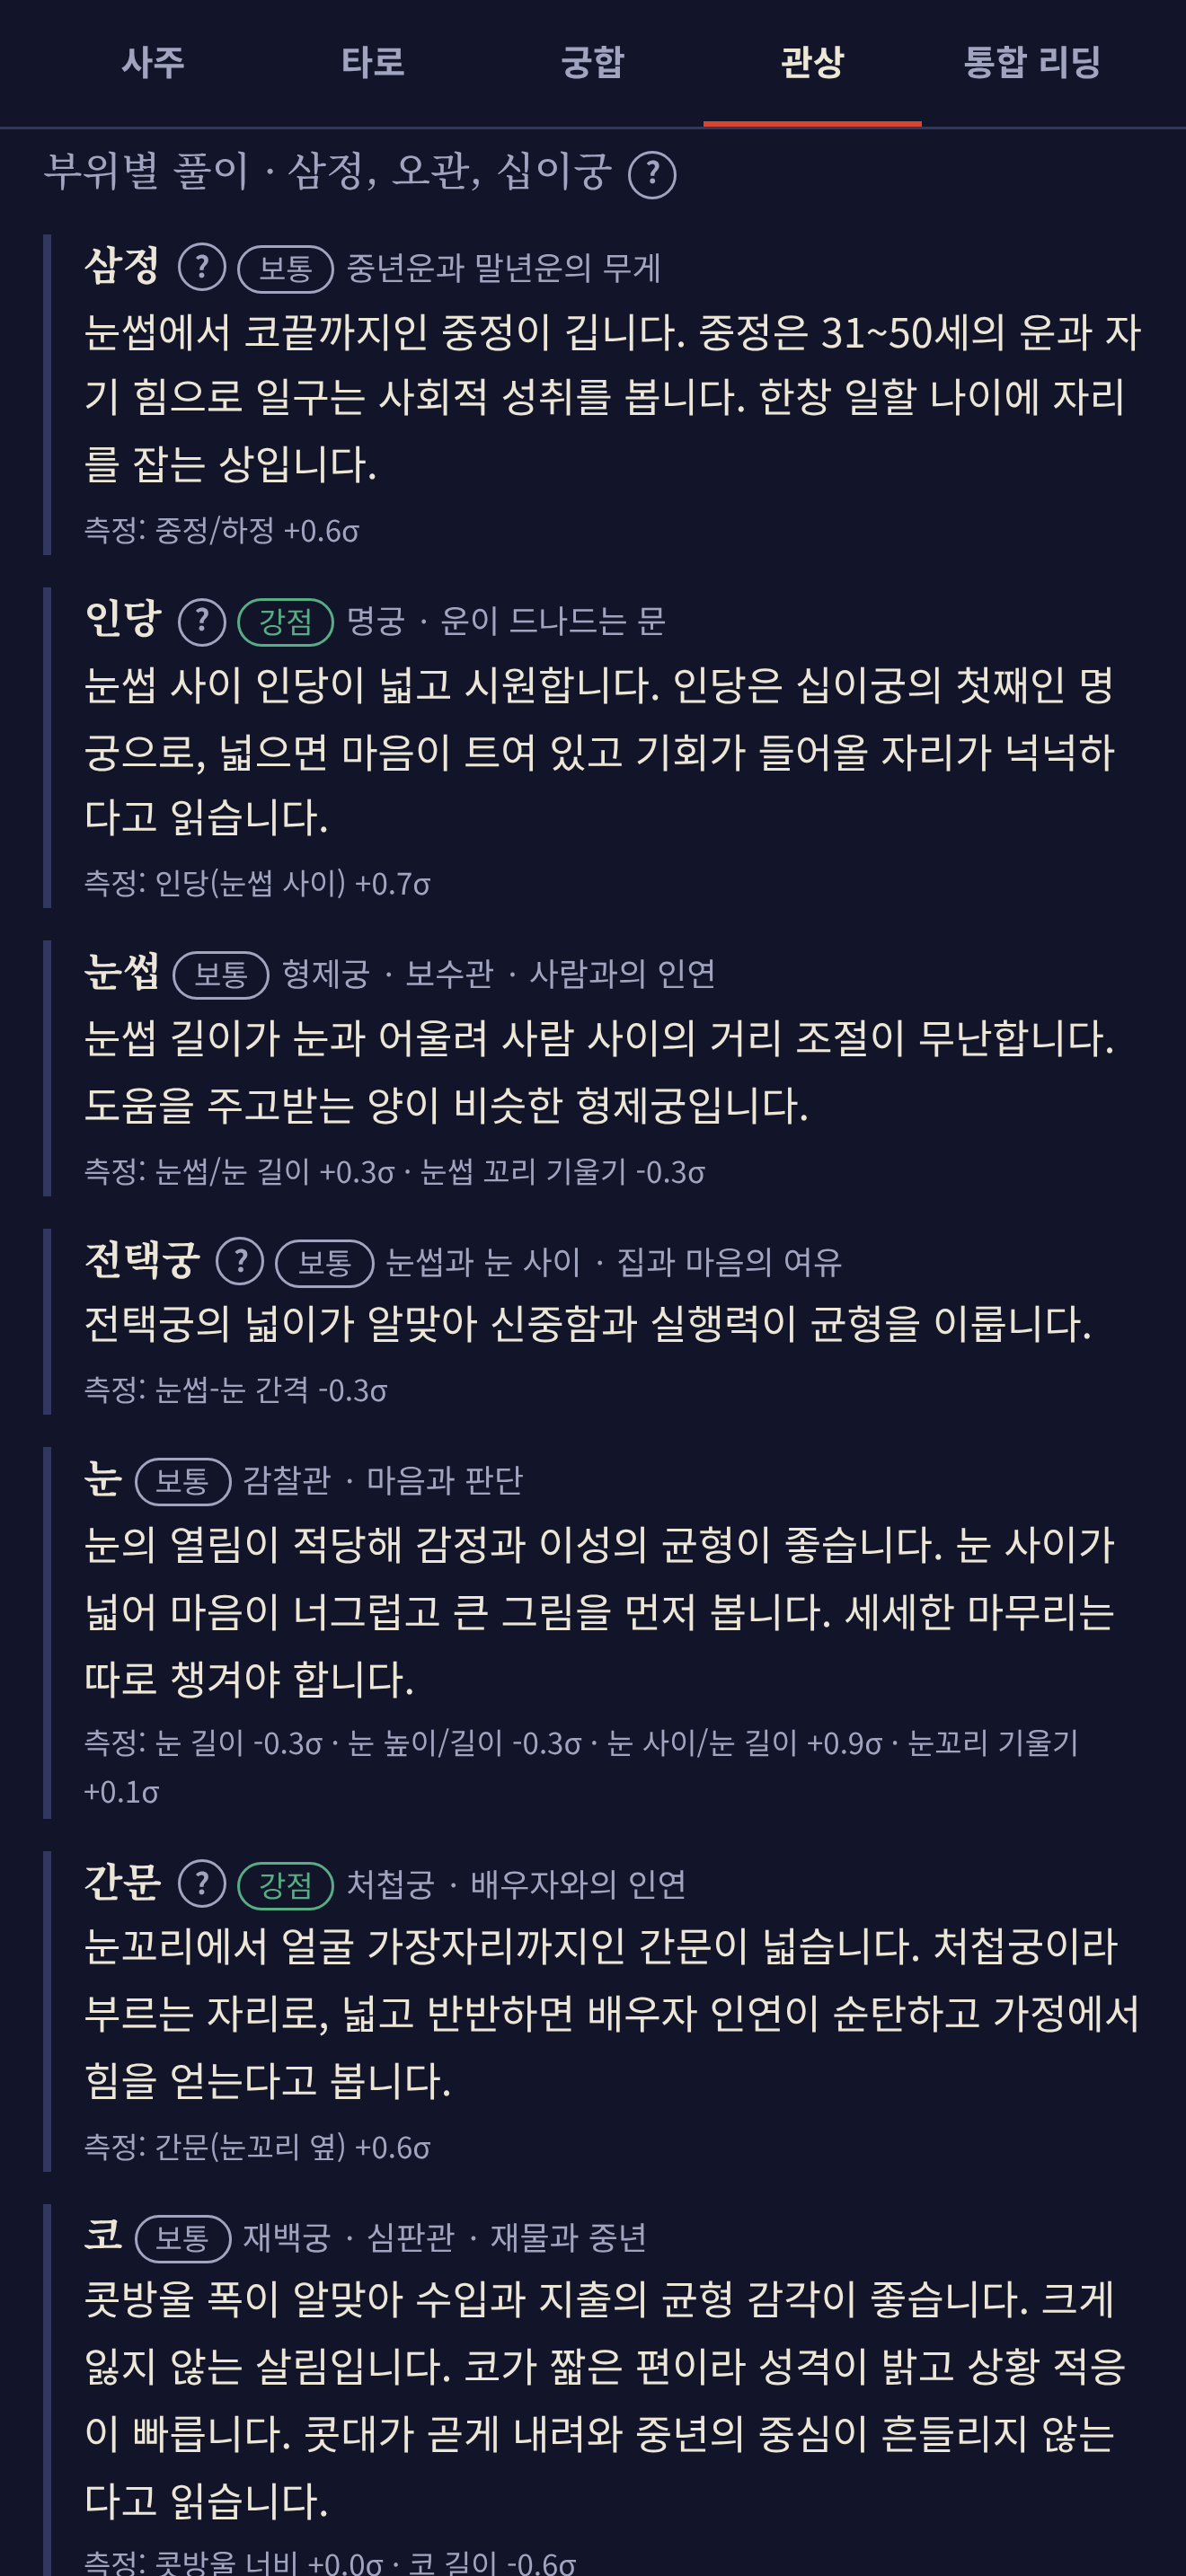 사주 타로 궁합 관상 통합 리딩
부위별 풀이 · 삼정, 오관, 십이궁 ?
삼정 ? 보통 중년운과 말년운의 무게
눈썹에서 코끝까지인 중정이 깁니다. 중정은 31~50세의 운과 자
기 힘으로 일구는 사회적 성취를 봅니다. 한창 일할 나이에 자리
를 잡는 상입니다.
측정: 중정/하정 +0.6σ
인당 ? 강점 명궁 · 운이 드나드는 문
눈썹 사이 인당이 넓고 시원합니다. 인당은 십이궁의 첫째인 명
궁으로, 넓으면 마음이 트여 있고 기회가 들어올 자리가 넉넉하
다고 읽습니다.
측정: 인당(눈썹 사이) +0.7σ
눈썹 보통 형제궁 · 보수관 · 사람과의 인연
눈썹 길이가 눈과 어울려 사람 사이의 거리 조절이 무난합니다.
도움을 주고받는 양이 비슷한 형제궁입니다.
측정: 눈썹/눈 길이 +0.3σ · 눈썹 꼬리 기울기 -0.3σ
전택궁 ? 보통 눈썹과 눈 사이 · 집과 마음의 여유
전택궁의 넓이가 알맞아 신중함과 실행력이 균형을 이룹니다.
측정: 눈썹-눈 간격 -0.3σ
눈 보통 감찰관 · 마음과 판단
눈의 열림이 적당해 감정과 이성의 균형이 좋습니다. 눈 사이가
넓어 마음이 너그럽고 큰 그림을 먼저 봅니다. 세세한 마무리는
따로 챙겨야 합니다.
측정: 눈 길이 -0.3σ · 눈 높이/길이 -0.3σ · 눈 사이/눈 길이 +0.9σ · 눈꼬리 기울기
+0.1σ
간문 ? 강점 처첩궁 · 배우자와의 인연
눈꼬리에서 얼굴 가장자리까지인 간문이 넓습니다. 처첩궁이라
부르는 자리로, 넓고 반반하면 배우자 인연이 순탄하고 가정에서
힘을 얻는다고 봅니다.
측정: 간문(눈꼬리 옆) +0.6σ
코 보통 재백궁 · 심판관 · 재물과 중년
콧방울 폭이 알맞아 수입과 지출의 균형 감각이 좋습니다. 크게
잃지 않는 살림입니다. 코가 짧은 편이라 성격이 밝고 상황 적응
이 빠릅니다. 콧대가 곧게 내려와 중년의 중심이 흔들리지 않는
다고 읽습니다.
측정: 콧방울 너비 +0.0σ · 코 길이 -0.6σ